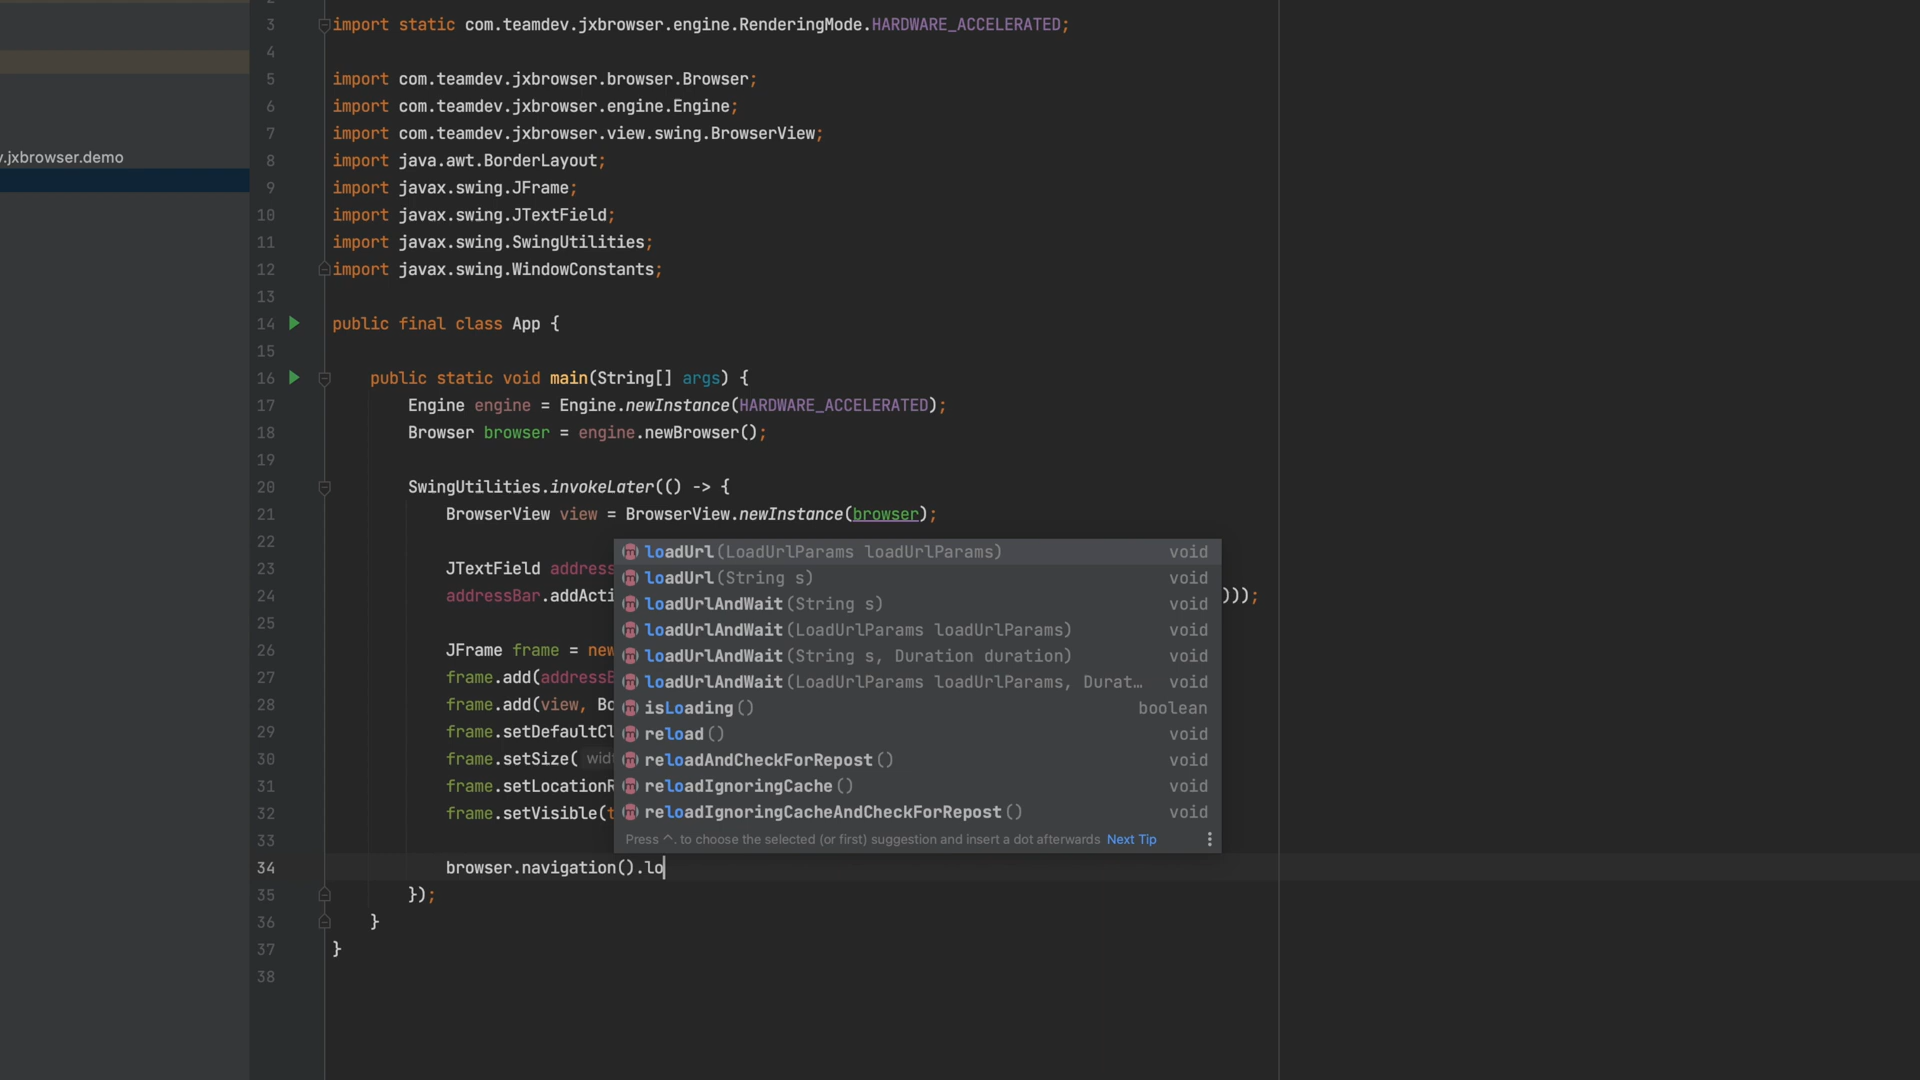 3 import static com.teamdev.jxbrowser.engine.RenderingMode.HARDWARE_ACCELERATED;
4
5 import com.teamdev.jxbrowser.browser.Browser;
6 import com.teamdev.jxbrowser.engine.Engine;
7 import com.teamdev.jxbrowser.view.swing.BrowserView;
.jxbrowser.demo
8 import java.awt.BorderLayout;
9 import javax.swing.JFrame;
10 import javax.swing.JTextField;
11 import javax.swing.SwingUtilities;
12 import javax.swing.WindowConstants;
13
14 public final class App {
15
16 public static void main(String[] args) {
17 Engine engine = Engine.newInstance(HARDWARE_ACCELERATED);
18 Browser browser = engine.newBrowser();
19
20 SwingUtilities.invokeLater(() -> {
21 BrowserView view = BrowserView.newInstance(browser);
22
23 JTextField address
24 addressBar.addActi )));
25
26 JFrame frame = new
27 frame.add(addressB
28 frame.add(view, Bo
29 frame.setDefaultCl
30 frame.setSize( widt
31 frame.setLocationR
32 frame.setVisible(t
33
loadUrl(LoadUrlParams loadUrlParams) void
loadUrl(String s) void
loadUrlAndWait(String s) void
loadUrlAndWait(LoadUrlParams loadUrlParams) void
loadUrlAndWait(String s, Duration duration) void
loadUrlAndWait(LoadUrlParams loadUrlParams, Durat… void
isLoading() boolean
reload() void
reloadAndCheckForRepost() void
reloadIgnoringCache() void
reloadIgnoringCacheAndCheckForRepost() void
Press ^. to choose the selected (or first) suggestion and insert a dot afterwards Next Tip
34 browser.navigation().lo
35 });
36 }
37 }
38